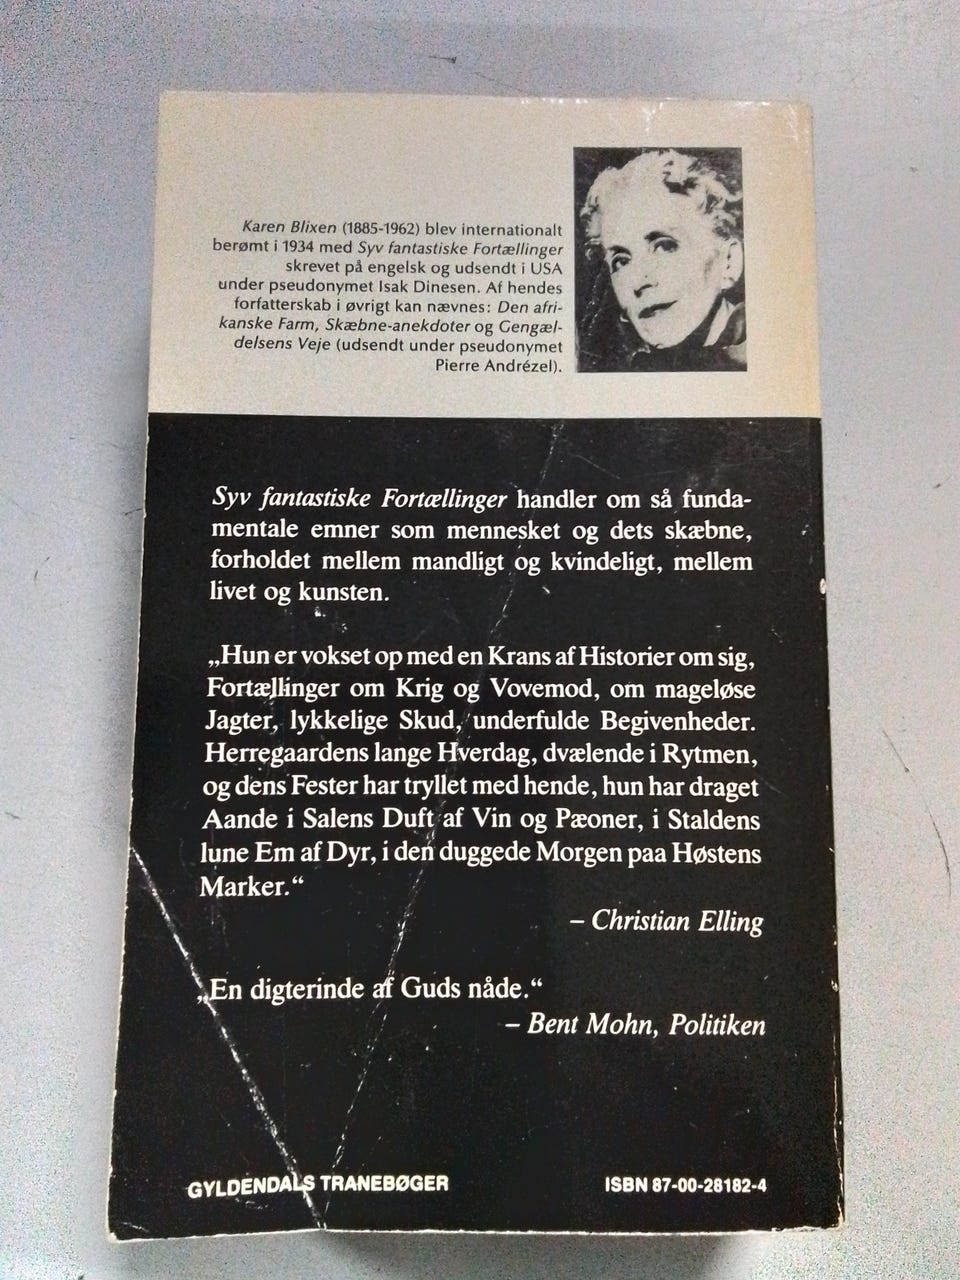 Karen Blixen (1885-1962) blev internationalt
berømt i 1934 med Syv fantastiske Fortællinger
skrevet på engelsk og udsendt i USA
under pseudonymet Isak Dinesen. Af hendes
forfatterskab i øvrigt kan nævnes: Den afri-
kanske Farm, Skæbne-anekdoter og Gengæl-
delsens Veje (udsendt under pseudonymet
Pierre Andrézel).
Syv fantastiske Fortællinger handler om så funda-
mentale emner som mennesket og dets skæbne,
forholdet mellem mandligt og kvindeligt, mellem
livet og kunsten.
„Hun er vokset op med en Krans af Historier om sig,
Fortællinger om Krig og Vovemod, om mageløse
Jagter, lykkelige Skud, underfulde Begivenheder.
Herregaardens lange Hverdag, dvælende i Rytmen,
og dens Fester har tryllet med hende, hun har draget
Aande i Salens Duft af Vin og Pæoner, i Staldens
lune Em af Dyr, i den duggede Morgen paa Høstens
Marker.“
– Christian Elling
„En digterinde af Guds nåde.“
– Bent Mohn, Politiken
GYLDENDALS TRANEBØGER
ISBN 87-00-28182-4